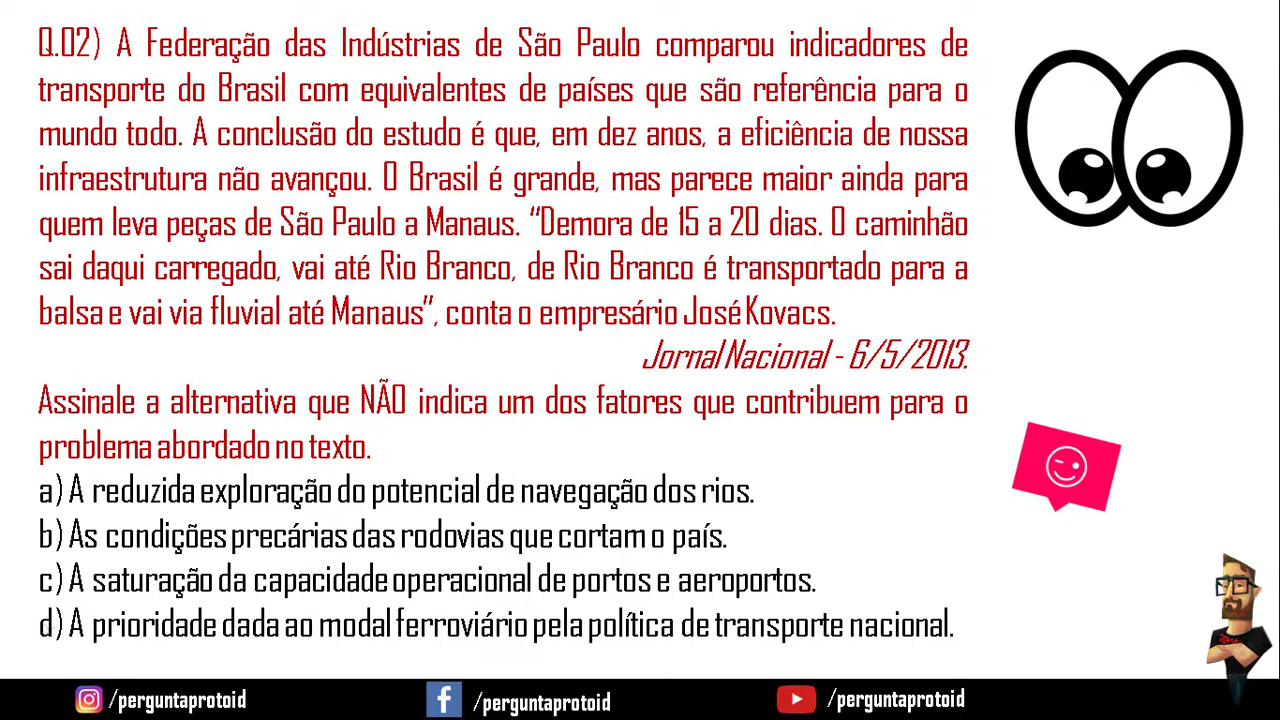 Q.02) A Federação das Indústrias de São Paulo comparou indicadores de
transporte do Brasil com equivalentes de países que são referência para o
mundo todo. A conclusão do estudo é que, em dez anos, a eficiência de nossa
infraestrutura não avançou. O Brasil é grande, mas parece maior ainda para
quem leva peças de São Paulo a Manaus. “Demora de 15 a 20 dias. O caminhão
sai daqui carregado, vai até Rio Branco, de Rio Branco é transportado para a
balsa e vai via fluvial até Manaus”, conta o empresário José Kovacs.
Jornal Nacional - 6/5/2013.
Assinale a alternativa que NÃO indica um dos fatores que contribuem para o
problema abordado no texto.
a) A reduzida exploração do potencial de navegação dos rios.
b) As condições precárias das rodovias que cortam o país.
c) A saturação da capacidade operacional de portos e aeroportos.
d) A prioridade dada ao modal ferroviário pela política de transporte nacional.
/perguntaprotoid /perguntaprotoid /perguntaprotoid